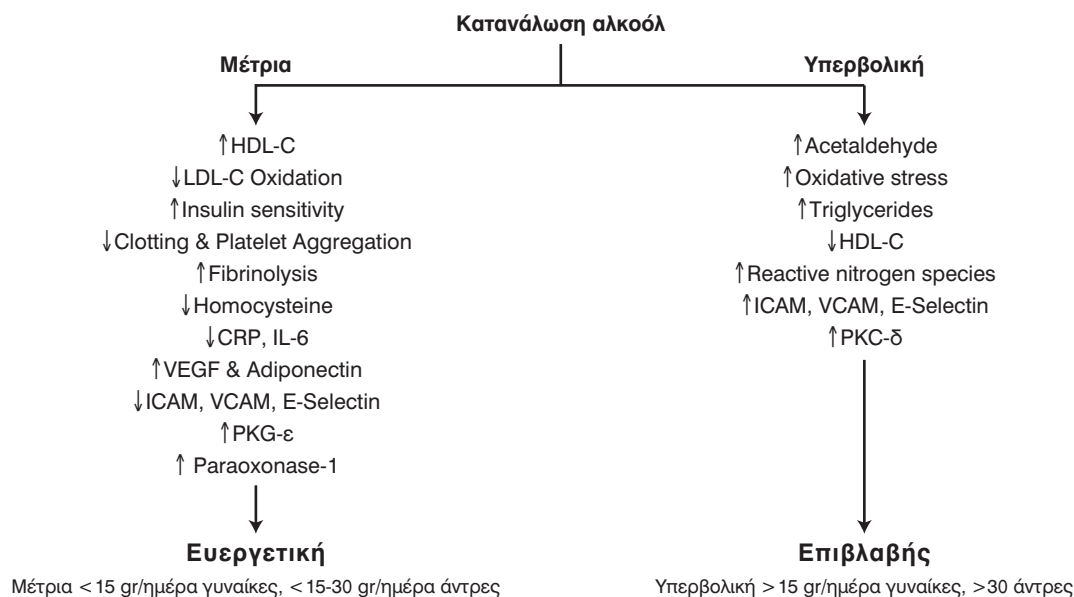 Κατανάλωση αλκοόλ
Μέτρια
↑HDL-C
↓LDL-C Oxidation
↑Insulin sensitivity
↓Clotting & Platelet Aggregation
↑Fibrinolysis
↓Homocysteine
↓CRP, IL-6
↑VEGF & Adiponectin
↓ICAM, VCAM, E-Selectin
↑PKG-ε
↑ Paraoxonase-1
Ευεργετική
Μέτρια <15 gr/ημέρα γυναίκες, <15-30 gr/ημέρα άντρες
Υπερβολική
↑Acetaldehyde
↑Oxidative stress
↑Triglycerides
↓HDL-C
↑Reactive nitrogen species
↑ICAM, VCAM, E-Selectin
↑PKC-δ
Επιβλαβής
Υπερβολική >15 gr/ημέρα γυναίκες, >30 άντρες